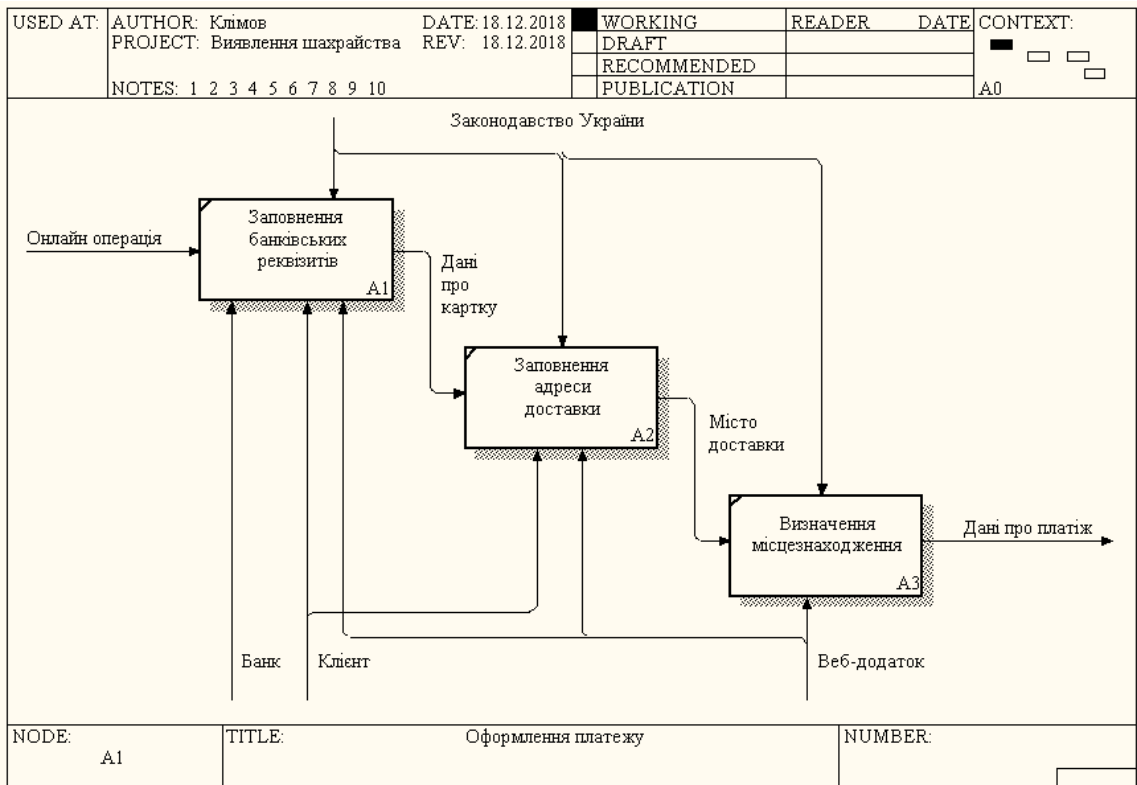 USED AT:
AUTHOR: Клімов
DATE: 18.12.2018
PROJECT: Виявлення шахрайства
REV: 18.12.2018
NOTES: 1 2 3 4 5 6 7 8 9 10
WORKING
DRAFT
RECOMMENDED
PUBLICATION
READER DATE
CONTEXT:
A0
Законодавство України
Онлайн операція
Заповнення
банківських
реквізитів
A1
Дані
про
картку
Заповнення
адреси
доставки
A2
Місто
доставки
Визначення
місцезнаходження
A3
Дані про платіж
Банк
Клієнт
Веб-додаток
NODE:
A1
TITLE:
Оформлення платежу
NUMBER: